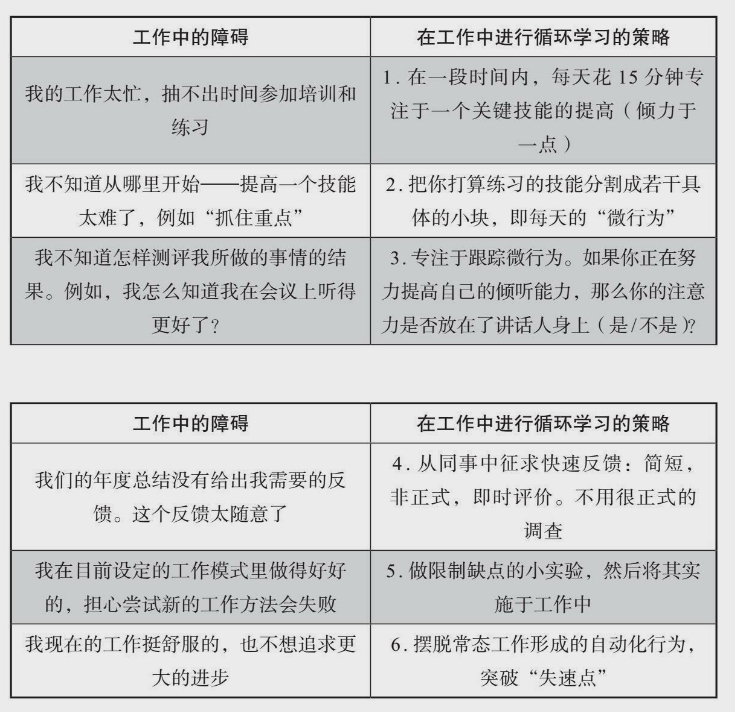 工作中的障碍
在工作中进行循环学习的策略
我的工作太忙，抽不出时间参加培训和
练习
1. 在一段时间内，每天花 15 分钟专
注于一个关键技能的提高（倾力于
一点）
我不知道从哪里开始——提高一个技能
太难了，例如“抓住重点”
2. 把你打算练习的技能分割成若干具
体的小块，即每天的“微行为”
我不知道怎样测评我所做的事情的结
果。例如，我怎么知道我在会议上听得
更好了？
3. 专注于跟踪微行为。如果你正在努
力提高自己的倾听能力，那么你的注意
力是否放在了讲话人身上（是/不是）？
工作中的障碍
在工作中进行循环学习的策略
我们的年度总结没有给出我需要的反
馈。这个反馈太随意了
4. 从同事中征求快速反馈：简短，
非正式，即时评价。不用很正式的
调查
我在目前设定的工作模式里做得好好
的，担心尝试新的工作方法会失败
5. 做限制缺点的小实验，然后将其实
施于工作中
我现在的工作挺舒服的，也不想追求更
大的进步
6. 摆脱常态工作形成的自动化行为，
突破“失速点”